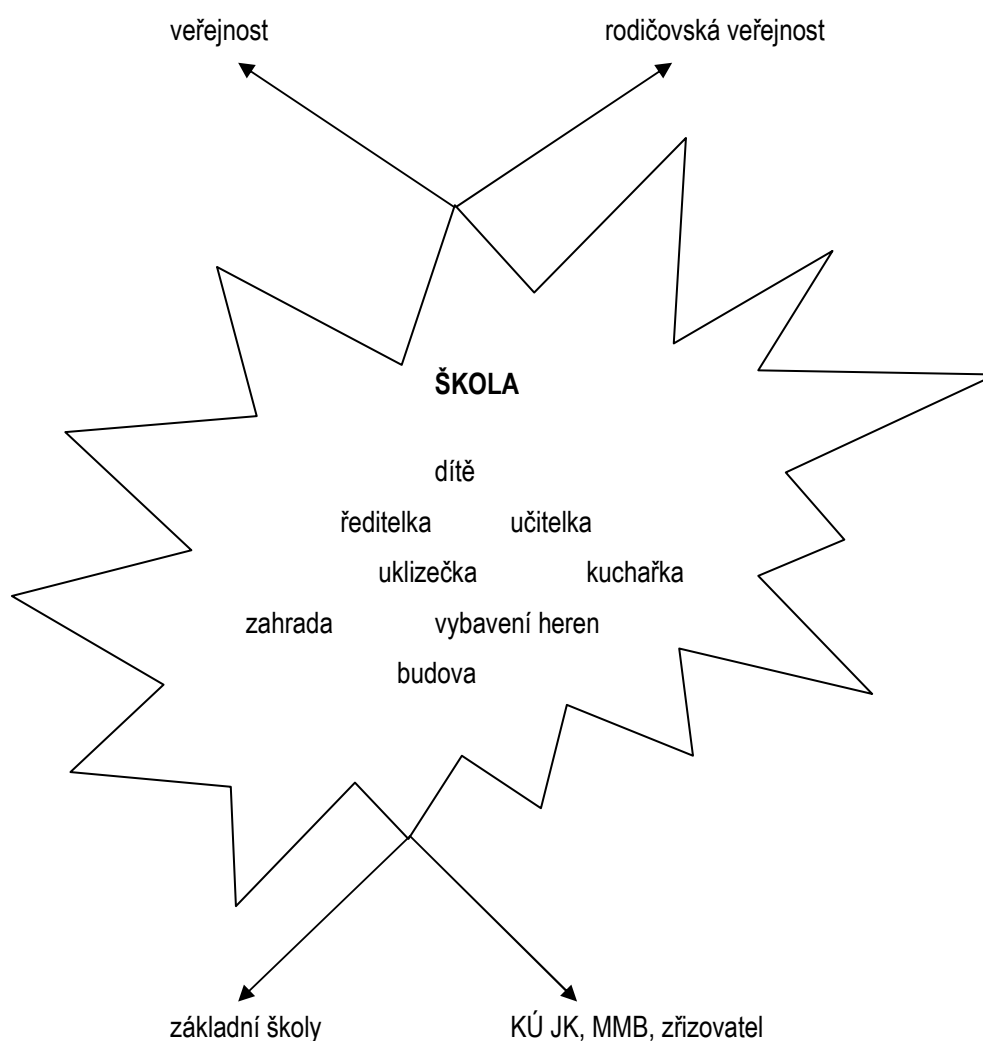 veřejnost rodičovská veřejnost
ŠKOLA
dítě
ředitelka učitelka
uklizečka kuchařka
zahrada vybavení heren
budova
základní školy KÚ JK, MMB, zřizovatel